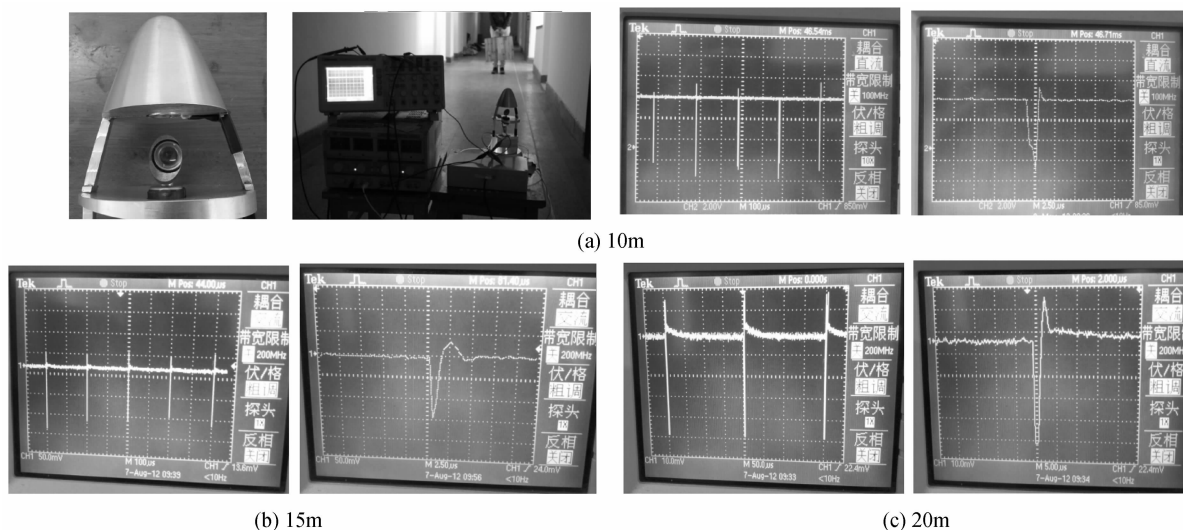 Tek Stop M Pos: 46.54ms CH1
耦合
直流
带宽限制
100MHz
伏/格
粗调
探头
10X
反相
关闭
2
CH2 2.00V M 100µs CH1 850mV
Stop M Pos: 46.71ms CH1
耦合
直流
带宽限制
100MHz
伏/格
粗调
探头
1X
反相
关闭
2
CH2 2.00V M 2.50µs CH1 85.0mV
<10Hz
(a) 10m
Tek Stop M Pos: 44.00µs CH1
耦合
交流
带宽限制
200MHz
伏/格
粗调
探头
1X
反相
关闭
1
CH1 50.0mV M 100µs CH1 13.6mV
7-Aug-12 09:39 <10Hz
Tek Stop M Pos: 81.46µs CH1
耦合
交流
带宽限制
200MHz
伏/格
粗调
探头
1X
反相
关闭
1
CH1 50.0mV M 2.50µs CH1 24.0mV
7-Aug-12 09:56 <10Hz
(b) 15m
Tek Stop M Pos: 0.000s CH1
耦合
交流
带宽限制
200MHz
伏/格
粗调
探头
1X
反相
关闭
1
CH1 10.0mV M 50.0µs CH1 22.4mV
7-Aug-12 09:33 <10Hz
Tek Stop M Pos: 2.000µs CH1
耦合
交流
带宽限制
200MHz
伏/格
粗调
探头
1X
反相
关闭
1
CH1 10.0mV M 5.00µs CH1 22.4mV
7-Aug-12 09:34 <10Hz
(c) 20m